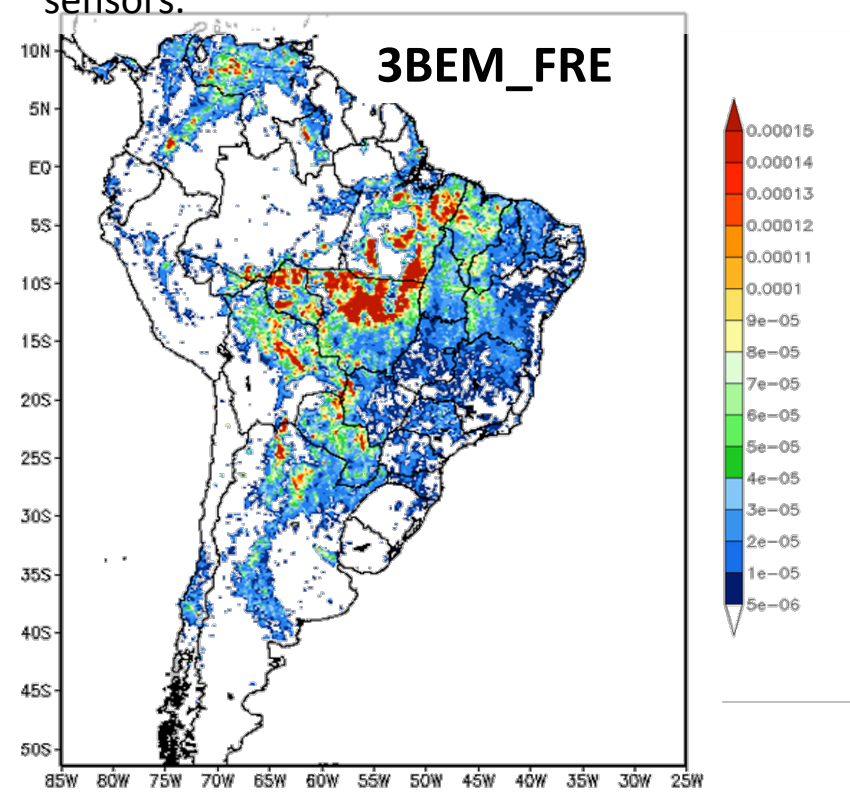 sensors.
3BEM_FRE
10N
5N
EQ
5S
10S
15S
20S
25S
30S
35S
40S
45S
50S
85W 80W 75W 70W 65W 60W 55W 50W 45W 40W 35W 30W 25W
0.00015
0.00014
0.00013
0.00012
0.00011
0.0001
9e-05
8e-05
7e-05
6e-05
5e-05
4e-05
3e-05
2e-05
1e-05
5e-06